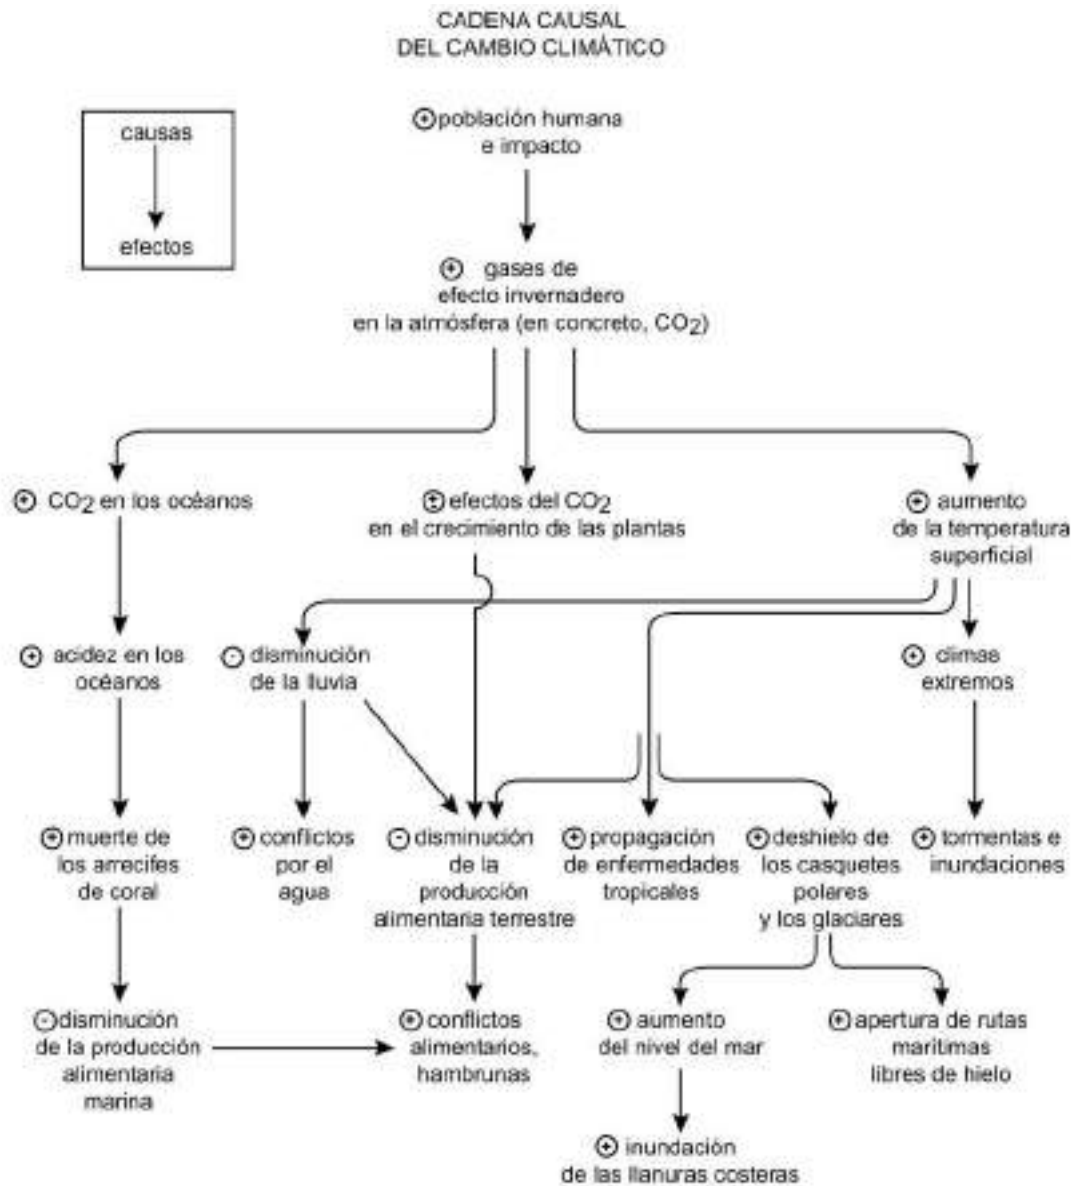 CADENA CAUSAL
DEL CAMBIO CLIMÁTICO
causas
efectos
⊕ población humana
e impacto
⊕ gases de
efecto invernadero
en la atmósfera (en concreto, CO2)
⊕ CO2 en los océanos
± efectos del CO2
en el crecimiento de las plantas
⊕ aumento
de la temperatura
superficial
⊕ acidez en los
océanos
⊖ disminución
de la lluvia
⊕ climas
extremos
⊕ muerte de
los arrecifes
de coral
⊕ conflictos
por el
agua
⊖ disminución
de la
producción
alimentaria terrestre
⊕ propagación
de enfermedades
tropicales
⊕ deshielo de
los casquetes
polares
y los glaciares
⊕ tormentas e
inundaciones
⊖ disminución
de la producción
alimentaria
marina
⊕ conflictos
alimentarios,
hambrunas
⊕ aumento
del nivel del mar
⊕ apertura de rutas
marítimas
libres de hielo
⊕ inundación
de las llanuras costeras